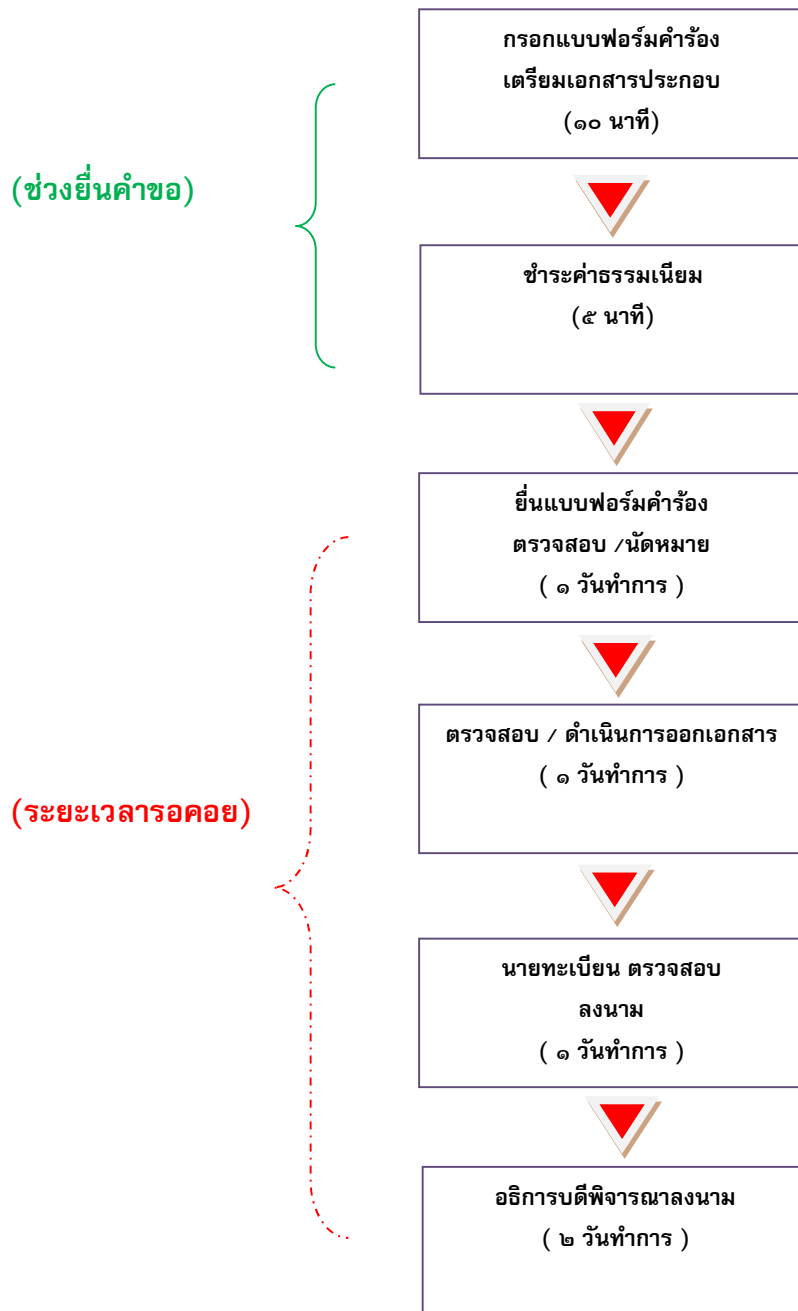 กรอกแบบฟอร์มคำร้อง
เตรียมเอกสารประกอบ
(๑๐ นาที)
(ช่วงยื่นคำขอ)
ชำระค่าธรรมเนียม
(๕ นาที)
ยื่นแบบฟอร์มคำร้อง
ตรวจสอบ /นัดหมาย
( ๑ วันทำการ )
ตรวจสอบ / ดำเนินการออกเอกสาร
( ๑ วันทำการ )
(ระยะเวลารอคอย)
นายทะเบียน ตรวจสอบ
ลงนาม
( ๑ วันทำการ )
อธิการบดีพิจารณาลงนาม
( ๒ วันทำการ )